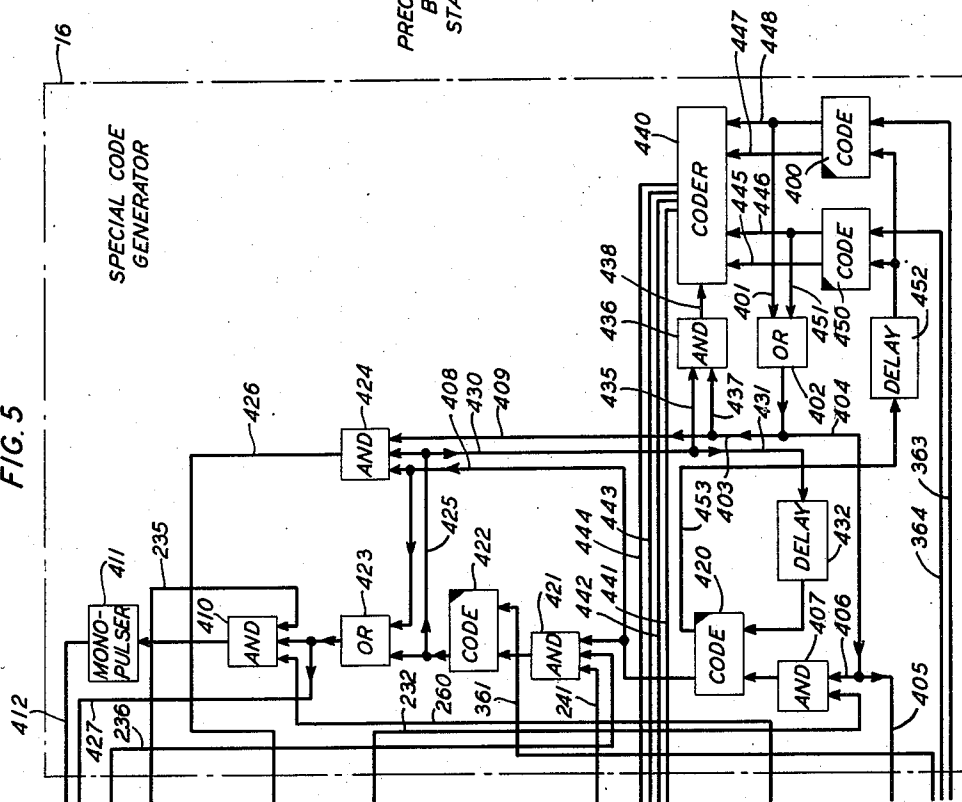 FIG. 5
16
PREC
B
STA
SPECIAL CODE
GENERATOR
412
427
236
411
MONO-
PULSER
235
410
AND
232
260
361
241
OR
423
425
CODE
422
AND
421
426
424
AND
408
430
409
442
444
443
441
453
403
420
CODE
407
AND
406
405
DELAY
432
435
437
431
404
402
OR
436
AND
438
401
451
440
CODER
445
446
447
448
450
CODE
400
CODE
452
DELAY
364
363